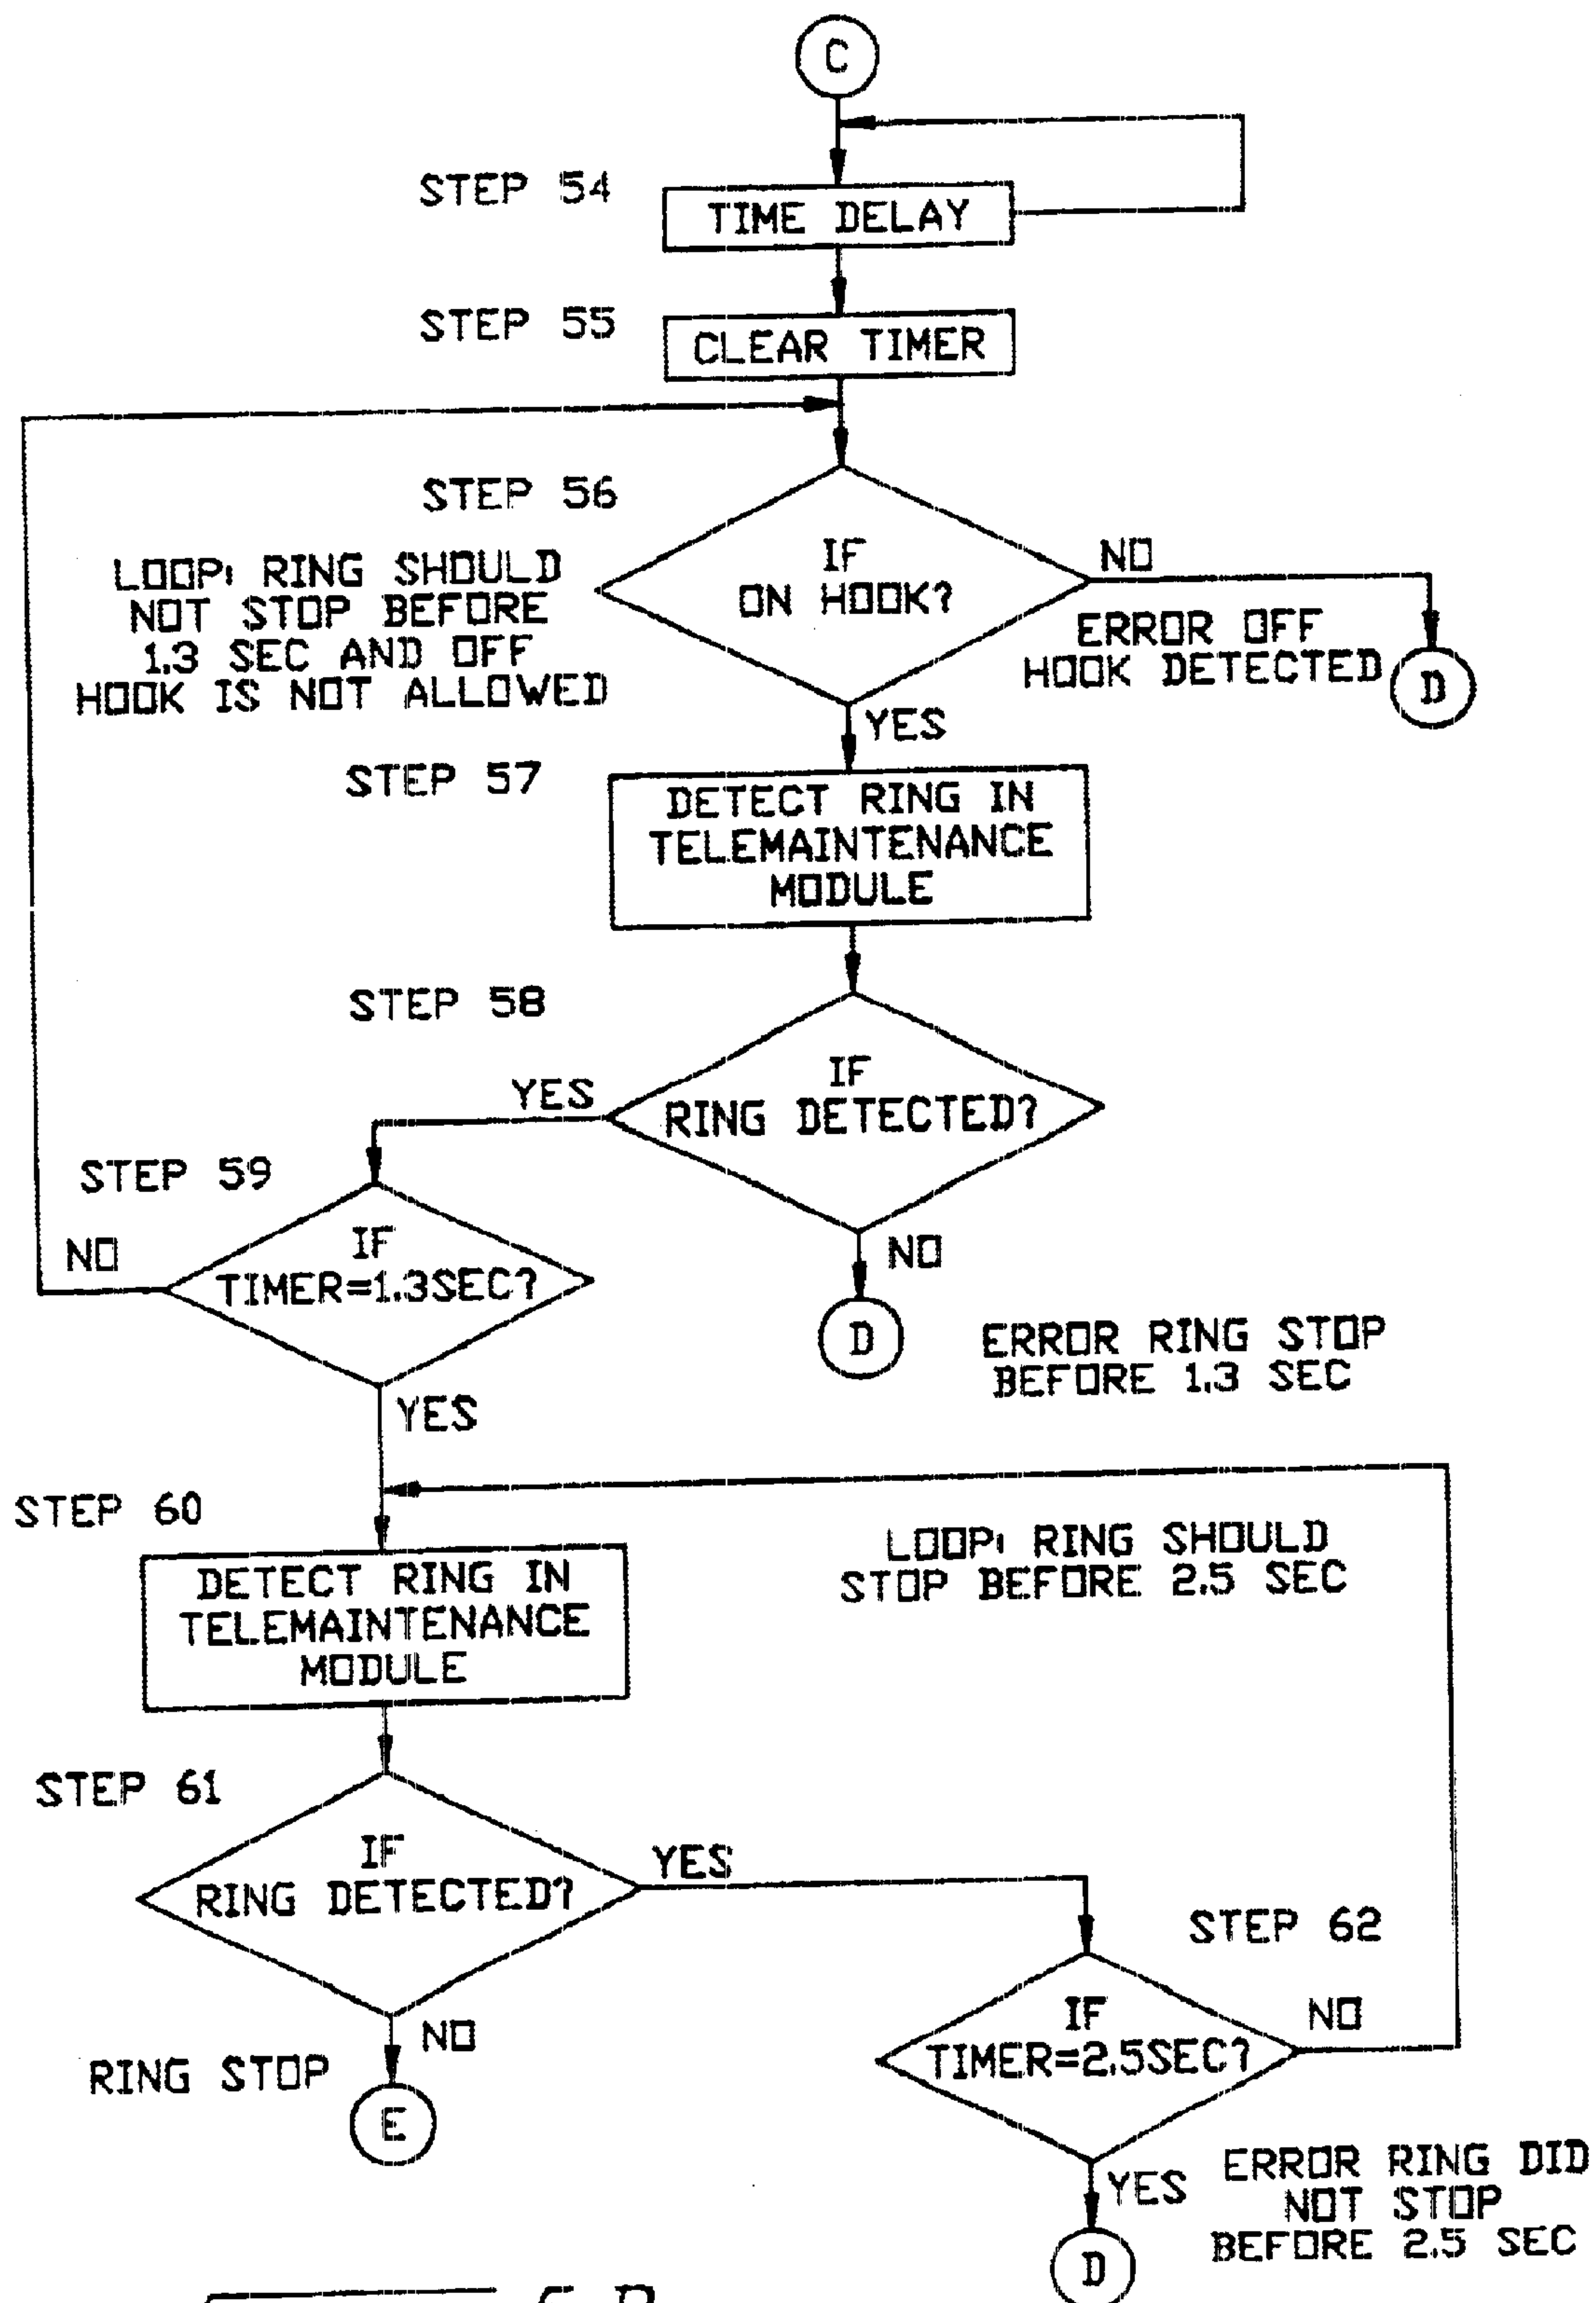 C
STEP 54
TIME DELAY
STEP 55
CLEAR TIMER
STEP 56
IF
ON HOOK?
NO
LOOP: RING SHOULD
NOT STOP BEFORE
1.3 SEC AND OFF
HOOK IS NOT ALLOWED
ERROR OFF
HOOK DETECTED
D
YES
STEP 57
DETECT RING IN
TELEMAINTENANCE
MODULE
STEP 58
IF
RING DETECTED?
YES
STEP 59
IF
TIMER=1.3SEC?
NO
NO
D
ERROR RING STOP
BEFORE 1.3 SEC
YES
STEP 60
DETECT RING IN
TELEMAINTENANCE
MODULE
LOOP: RING SHOULD
STOP BEFORE 2.5 SEC
STEP 61
IF
RING DETECTED?
YES
STEP 62
IF
TIMER=2.5SEC?
NO
NO
RING STOP
E
YES
ERROR RING DID
NOT STOP
BEFORE 2.5 SEC
D